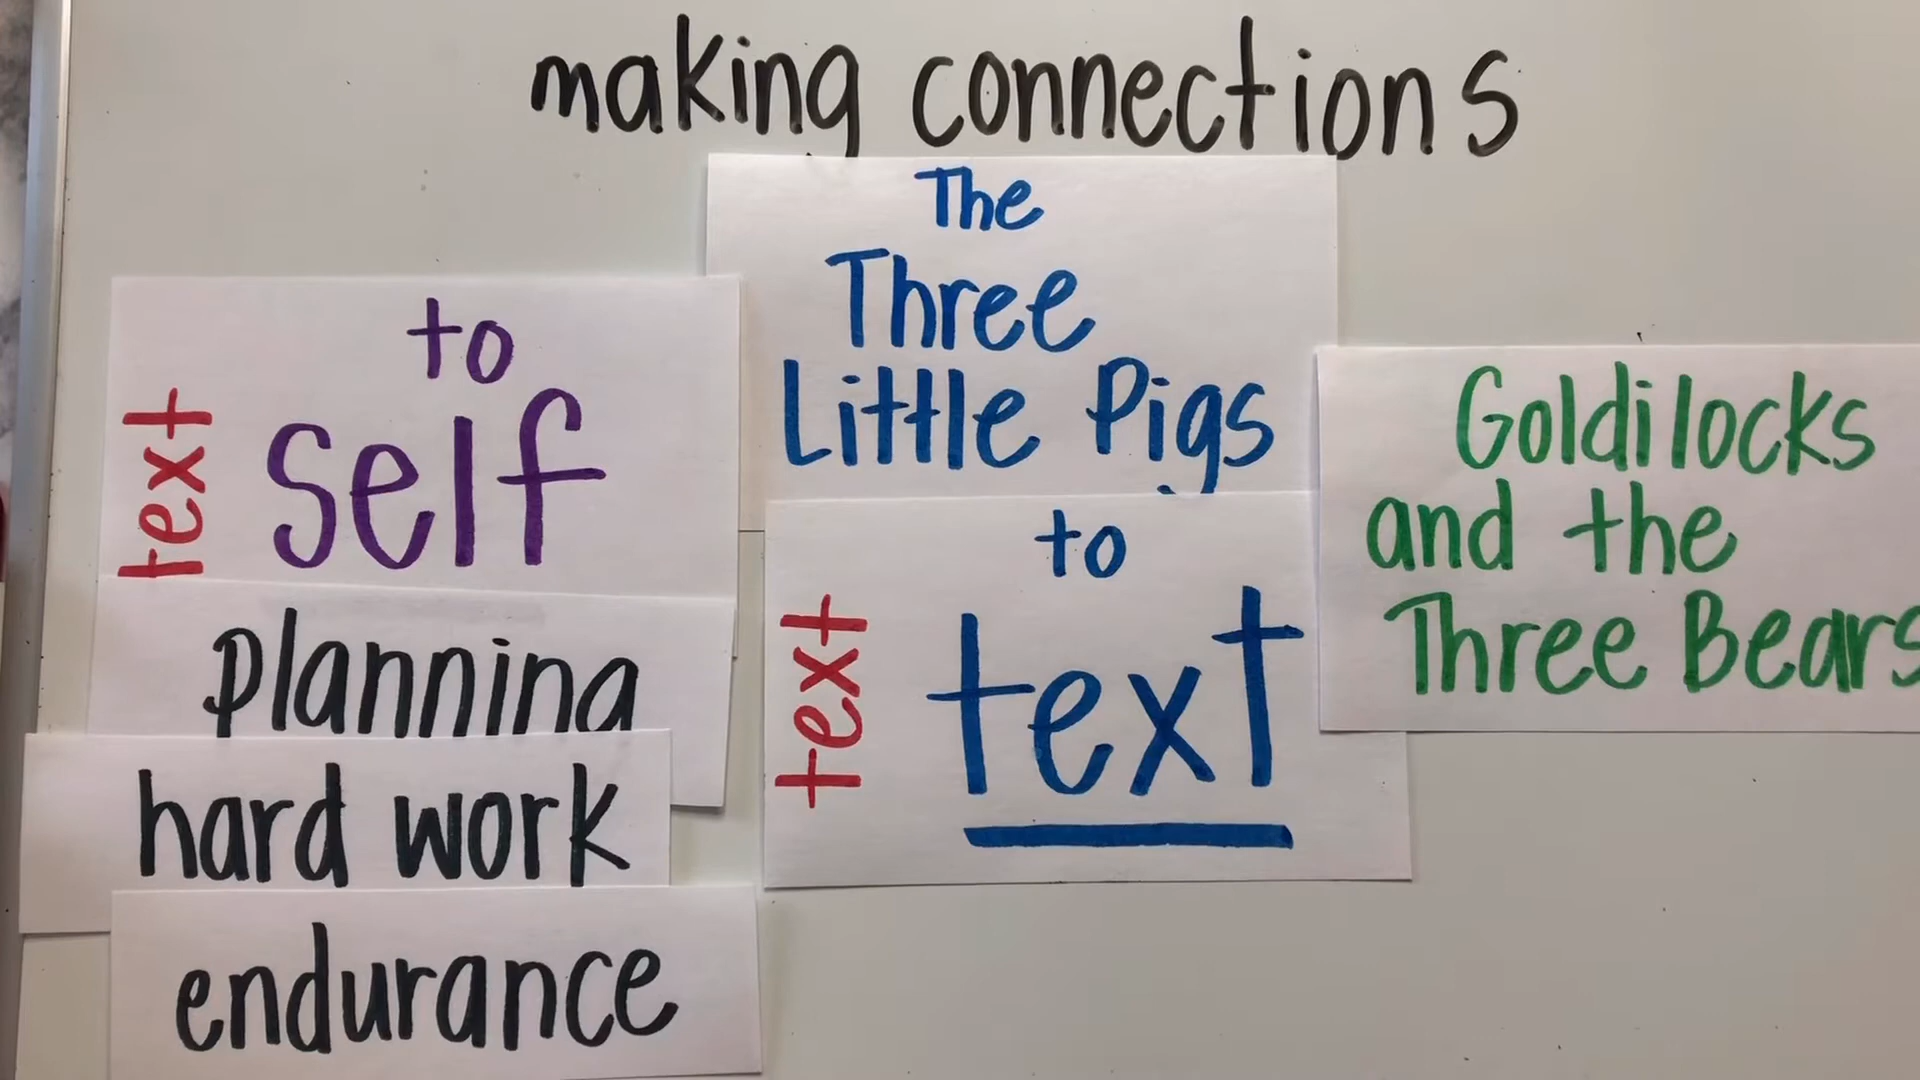 making connections
to
self
text
planning
hard work
endurance
The
Three
Little Pigs
to
text
text
Goldilocks
and the
Three Bears